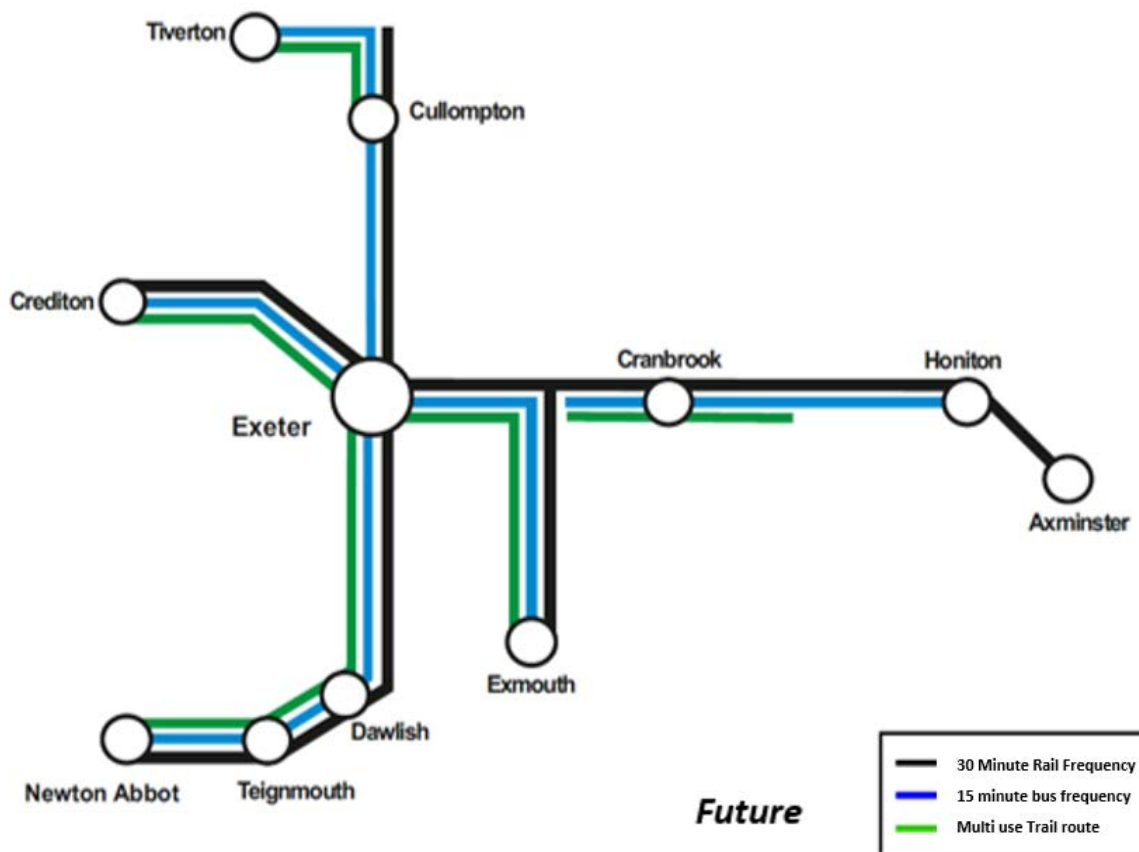 Tiverton
Cullompton
Crediton
Cranbrook
Honiton
Exeter
Axminster
Exmouth
Dawlish
Newton Abbot
Teignmouth
Future
30 Minute Rail Frequency
15 minute bus frequency
Multi use Trail route